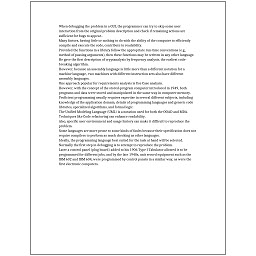 When debugging the problem in a GUI, the programmer can try to skip some user
interaction from the original problem description and check if remaining actions are
sufficient for bugs to appear.
Many factors, having little or nothing to do with the ability of the computer to efficiently
compile and execute the code, contribute to readability.
Provided the functions in a library follow the appropriate run-time conventions (e.g.,
method of passing arguments), then these functions may be written in any other language.
He gave the first description of cryptanalysis by frequency analysis, the earliest code-
breaking algorithm.
However, because an assembly language is little more than a different notation for a
machine language, two machines with different instruction sets also have different
assembly languages.
One approach popular for requirements analysis is Use Case analysis.
However, with the concept of the stored-program computer introduced in 1949, both
programs and data were stored and manipulated in the same way in computer memory.
Proficient programming usually requires expertise in several different subjects, including
knowledge of the application domain, details of programming languages and generic code
libraries, specialized algorithms, and formal logic.
The Unified Modeling Language (UML) is a notation used for both the OOAD and MDA.
Techniques like Code refactoring can enhance readability.
Also, specific user environment and usage history can make it difficult to reproduce the
problem.
Some languages are more prone to some kinds of faults because their specification does not
require compilers to perform as much checking as other languages.
Ideally, the programming language best suited for the task at hand will be selected.
Normally the first step in debugging is to attempt to reproduce the problem.
Later a control panel (plug board) added to his 1906 Type I Tabulator allowed it to be
programmed for different jobs, and by the late 1940s, unit record equipment such as the
IBM 602 and IBM 604, were programmed by control panels in a similar way, as were the
first electronic computers.